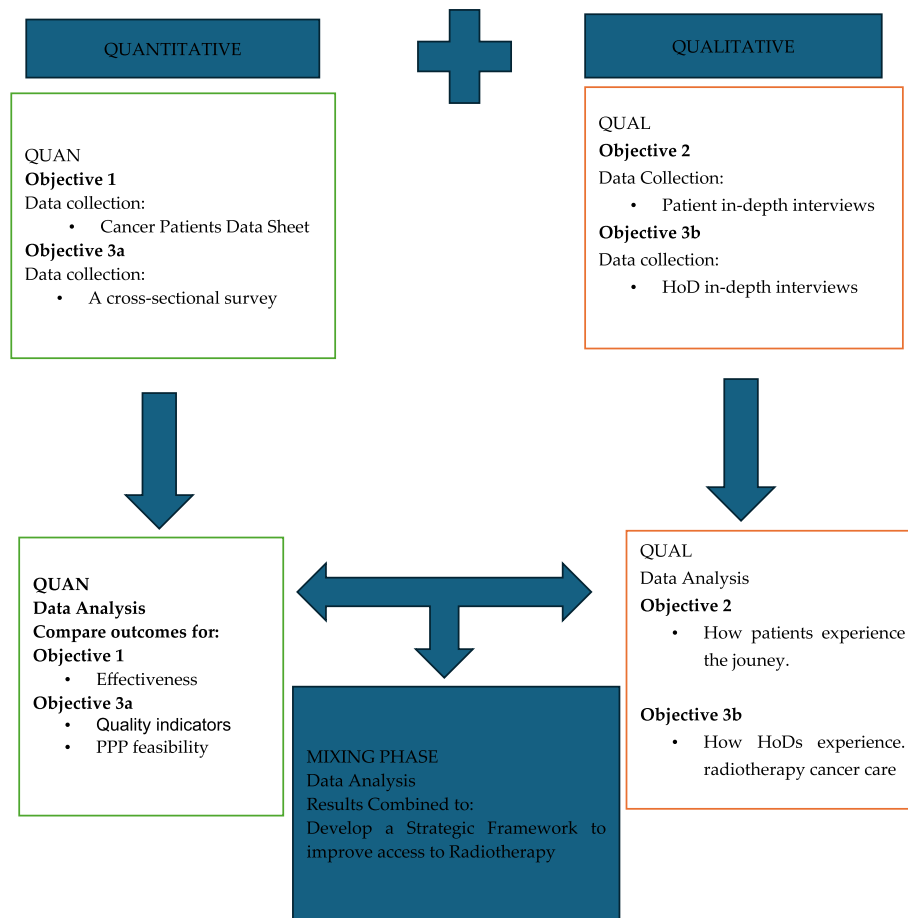 QUANTITATIVE
QUALITATIVE
QUAN
Objective 1
Data collection:
• Cancer Patients Data Sheet
Objective 3a
Data collection:
• A cross-sectional survey
QUAL
Objective 2
Data Collection:
• Patient in-depth interviews
Objective 3b
Data collection:
• HoD in-depth interviews
QUAN
Data Analysis
Compare outcomes for:
Objective 1
• Effectiveness
Objective 3a
• Quality indicators
• PPP feasibility
MIXING PHASE
Data Analysis
Results Combined to:
Develop a Strategic Framework to
improve access to Radiotherapy
QUAL
Data Analysis
Objective 2
• How patients experience
the jouney.
Objective 3b
• How HoDs experience.
radiotherapy cancer care